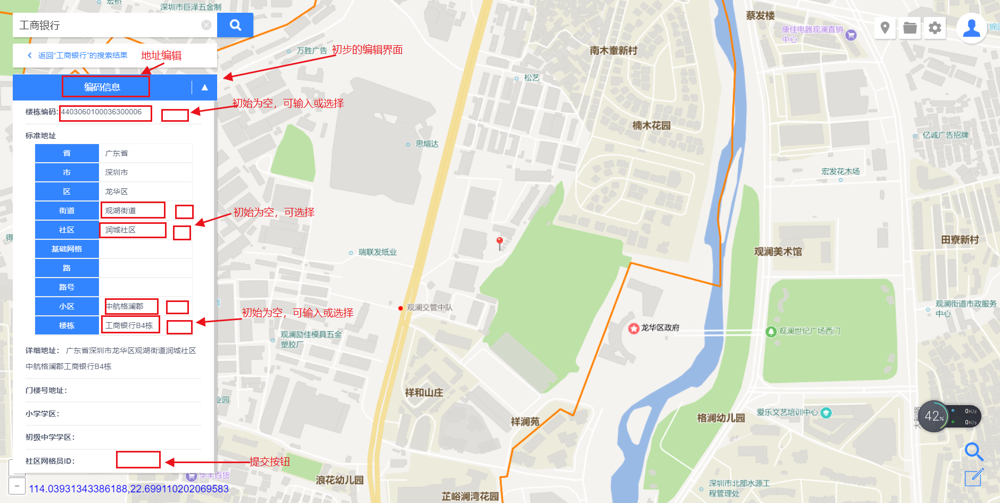 宏桥
深圳市巨泽五金制
工商银行
返回“工商银行”的搜索结果
地址编辑
初步的编辑界面
编码信息
初始为空，可输入或选择
楼栋编码:
4403060100036300006
标准地址
省
广东省
市
深圳市
区
龙华区
街道
观湖街道
初始为空，可选择
社区
润城社区
基础网格
路
路号
小区
中航格澜郡
初始为空，可输入或选择
楼栋
工商银行B4栋
详细地址： 广东省深圳市龙华区观湖街道润城社区
中航格澜郡工商银行B4栋
门楼号地址：
小学学区：
初级中学学区：
社区网格员ID：
提交按钮
114.03931343386188,22.699110202069583
蔡发楼
康佳电器观澜直销
中心
万胜广告
南木輋新村
松艺
楠木花园
思煊达
亿诚广告招牌
宏发花木场
瑞联发纸业
观澜美术馆
田寮新村
观澜交管中队
观澜街道市政服务
中心
龙华区政府
观澜世纪广场西门
观澜励佳模具五金
塑胶厂
祥和山庄
业园
祥澜苑
格澜幼儿园
爱乐文艺培训中心
42%
0K/s
0K/s
华丰百货
浪花幼儿园
芷峪澜湾花园
深圳市北部水源工
程管理处